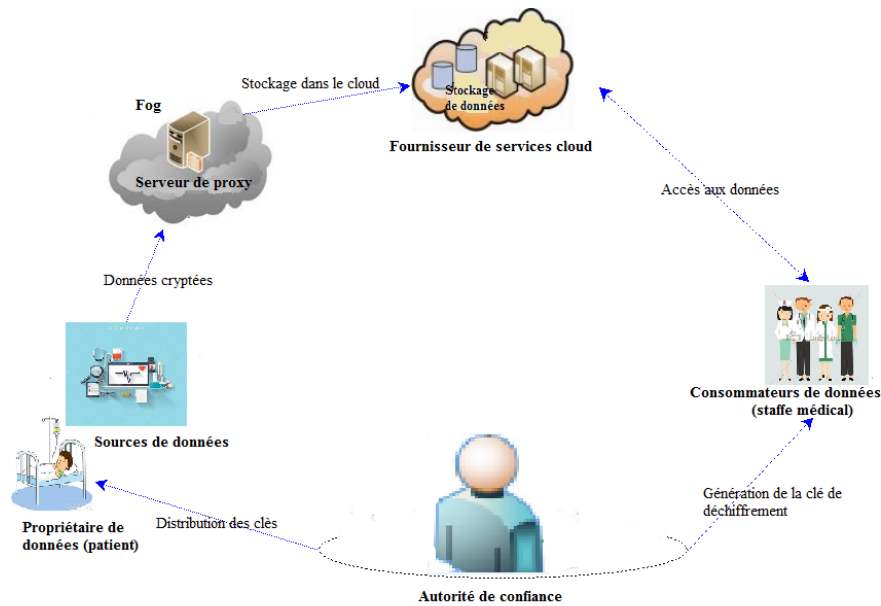 Stockage dans le cloud
Stockage
de données
Fog
Fournisseur de services cloud
Serveur de proxy
Accès aux données
Données cryptées
Consommateurs de données
(staffe médical)
Sources de données
Génération de la clé de
déchiffrement
Propriétaire de
données (patient)
Distribution des clès
Autorité de confiance